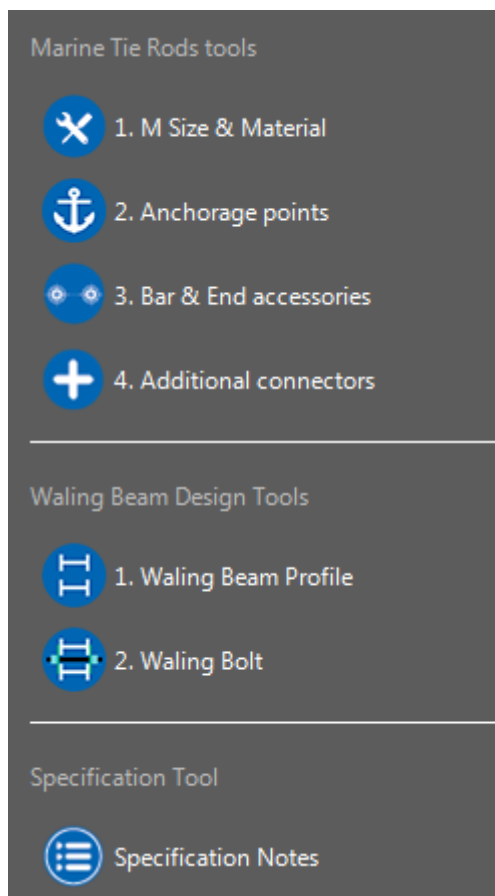 Marine Tie Rods tools
1. M Size & Material
2. Anchorage points
3. Bar & End accessories
4. Additional connectors
Waling Beam Design Tools
1. Waling Beam Profile
2. Waling Bolt
Specification Tool
Specification Notes